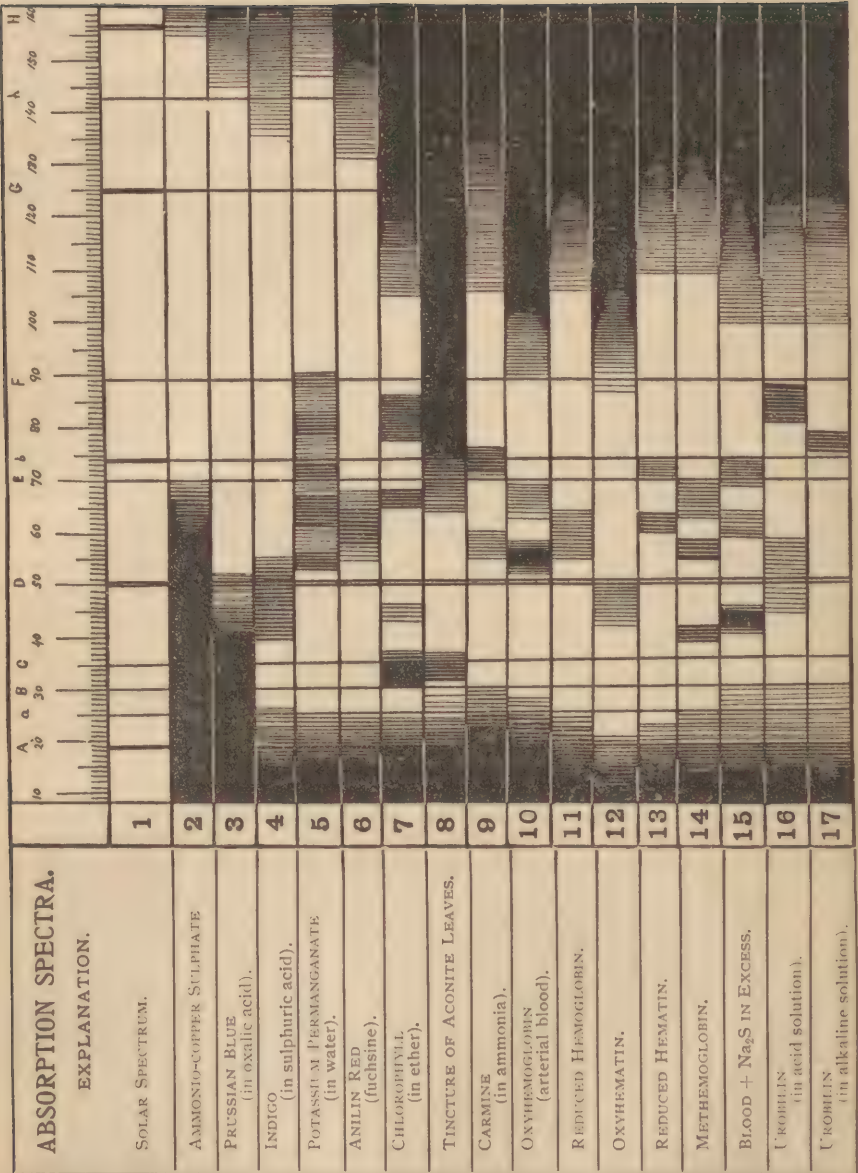 ABSORPTION SPECTRA.
EXPLANATION.
A a B C D E b F G h H
10 20 30 40 50 60 70 80 90 100 110 120 130 140 150 160
SOLAR SPECTRUM. 1
AMMONIO-COPPER SULPHATE 2
PRUSSIAN BLUE
(in oxalic acid). 3
INDIGO
(in sulphuric acid). 4
POTASSIUM PERMANGANATE
(in water). 5
ANILIN RED
(fuchsine). 6
CHLOROPHYLL
(in ether). 7
TINCTURE OF ACONITE LEAVES. 8
CARMINE
(in ammonia). 9
OXYHEMOGLOBIN
(arterial blood). 10
REDUCED HEMOGLOBIN. 11
OXYHEMATIN. 12
REDUCED HEMATIN. 13
METHEMOGLOBIN. 14
BLOOD + Na₂S IN EXCESS. 15
UROBILIN
(in acid solution). 16
UROBILIN
(in alkaline solution). 17